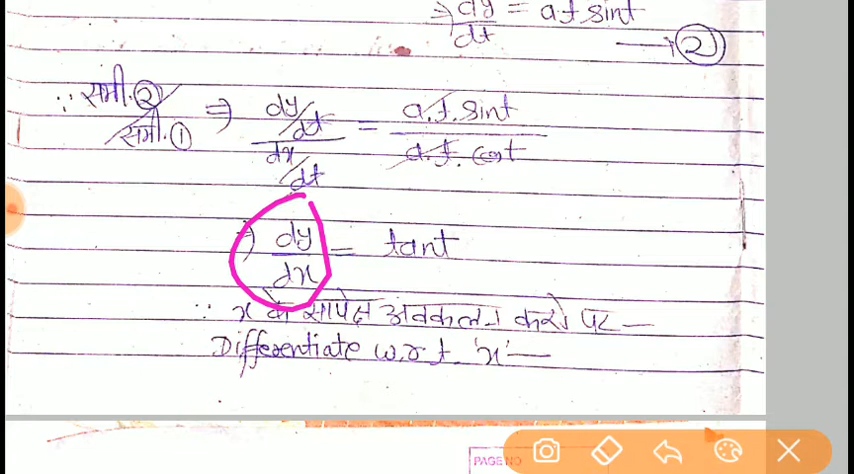 ⇒ dy/dt = a.t.sint —(2)
∵ समी.(2)/समी.(1) ⇒ (dy/dt)/(dx/dt) = a.t.sint/a.t.cost
⇒ dy/dx = tant
∵ x के सापेक्ष अवकलन करने पर —
Differentiate w.r.t. 'x' —
PAGE NO